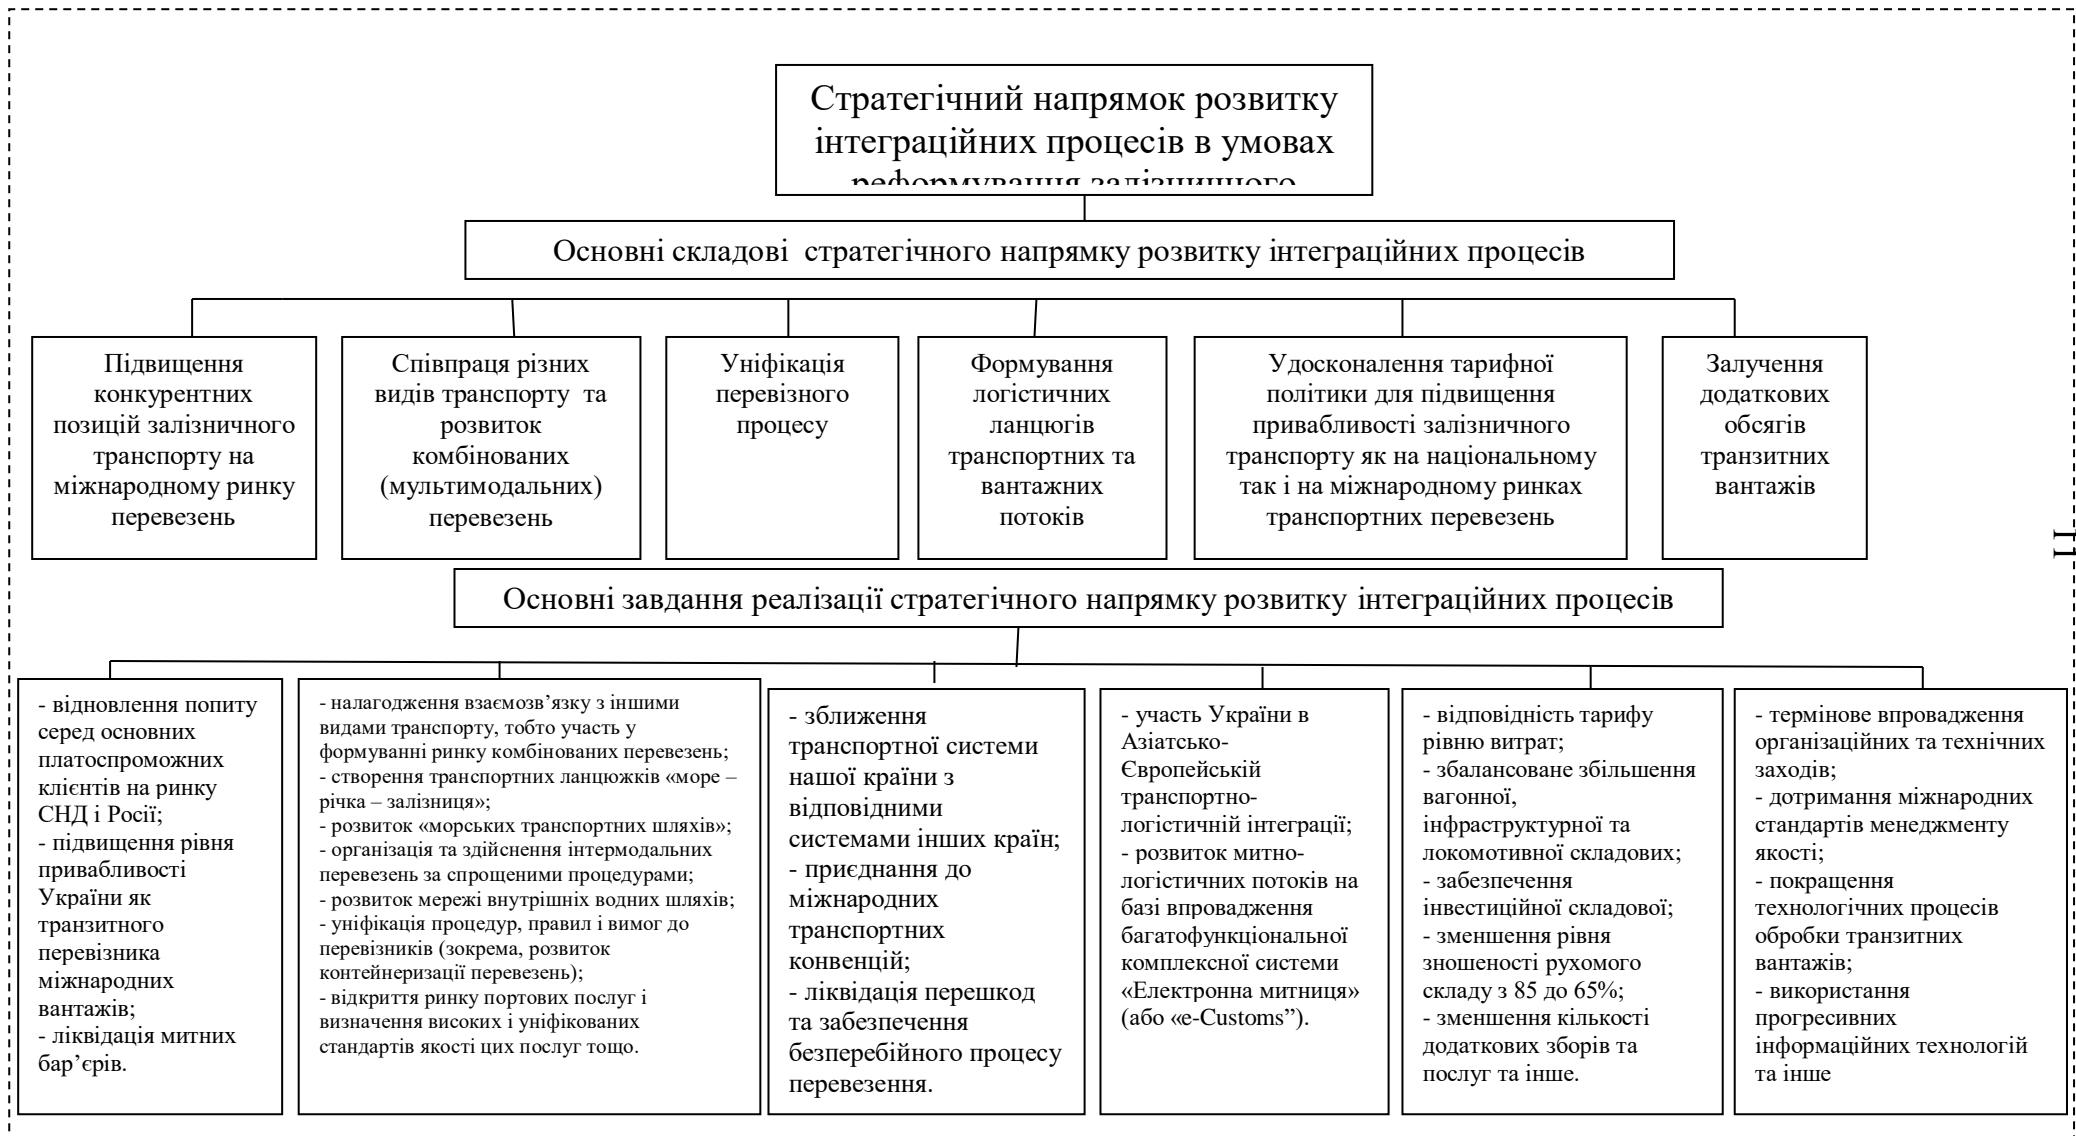 Стратегічний напрямок розвитку
інтеграційних процесів в умовах
реформування залізничного
Основні складові стратегічного напрямку розвитку інтеграційних процесів
Підвищення
конкурентних
позицій залізничного
транспорту на
міжнародному ринку
перевезень
Співпраця різних
видів транспорту та
розвиток
комбінованих
(мультимодальних)
перевезень
Уніфікація
перевізного
процесу
Формування
логістичних
ланцюгів
транспортних та
вантажних
потоків
Удосконалення тарифної
політики для підвищення
привабливості залізничного
транспорту як на національному
так і на міжнародному ринках
транспортних перевезень
Залучення
додаткових
обсягів
транзитних
вантажів
11
Основні завдання реалізації стратегічного напрямку розвитку інтеграційних процесів
- відновлення попиту
серед основних
платоспроможних
клієнтів на ринку
СНД і Росії;
- підвищення рівня
привабливості
України як
транзитного
перевізника
міжнародних
вантажів;
- ліквідація митних
бар’єрів.
- налагодження взаємозв’язку з іншими
видами транспорту, тобто участь у
формуванні ринку комбінованих перевезень;
- створення транспортних ланцюжків «море –
річка – залізниця»;
- розвиток «морських транспортних шляхів»;
- організація та здійснення інтермодальних
перевезень за спрощеними процедурами;
- розвиток мережі внутрішніх водних шляхів;
- уніфікація процедур, правил і вимог до
перевізників (зокрема, розвиток
контейнеризації перевезень);
- відкриття ринку портових послуг і
визначення високих і уніфікованих
стандартів якості цих послуг тощо.
- зближення
транспортної системи
нашої країни з
відповідними
системами інших країн;
- приєднання до
міжнародних
транспортних
конвенцій;
- ліквідація перешкод
та забезпечення
безперебійного процесу
перевезення.
- участь України в
Азіатсько-
Європейській
транспортно-
логістичній інтеграції;
- розвиток митно-
логістичних потоків на
базі впровадження
багатофункціональної
комплексної системи
«Електронна митниця»
(або «e-Customs”).
- відповідність тарифу
рівню витрат;
- збалансоване збільшення
вагонної,
інфраструктурної та
локомотивної складових;
- забезпечення
інвестиційної складової;
- зменшення рівня
зношеності рухомого
складу з 85 до 65%;
- зменшення кількості
додаткових зборів та
послуг та інше.
- термінове впровадження
організаційних та технічних
заходів;
- дотримання міжнародних
стандартів менеджменту
якості;
- покращення
технологічних процесів
обробки транзитних
вантажів;
- використання
прогресивних
інформаційних технологій
та інше